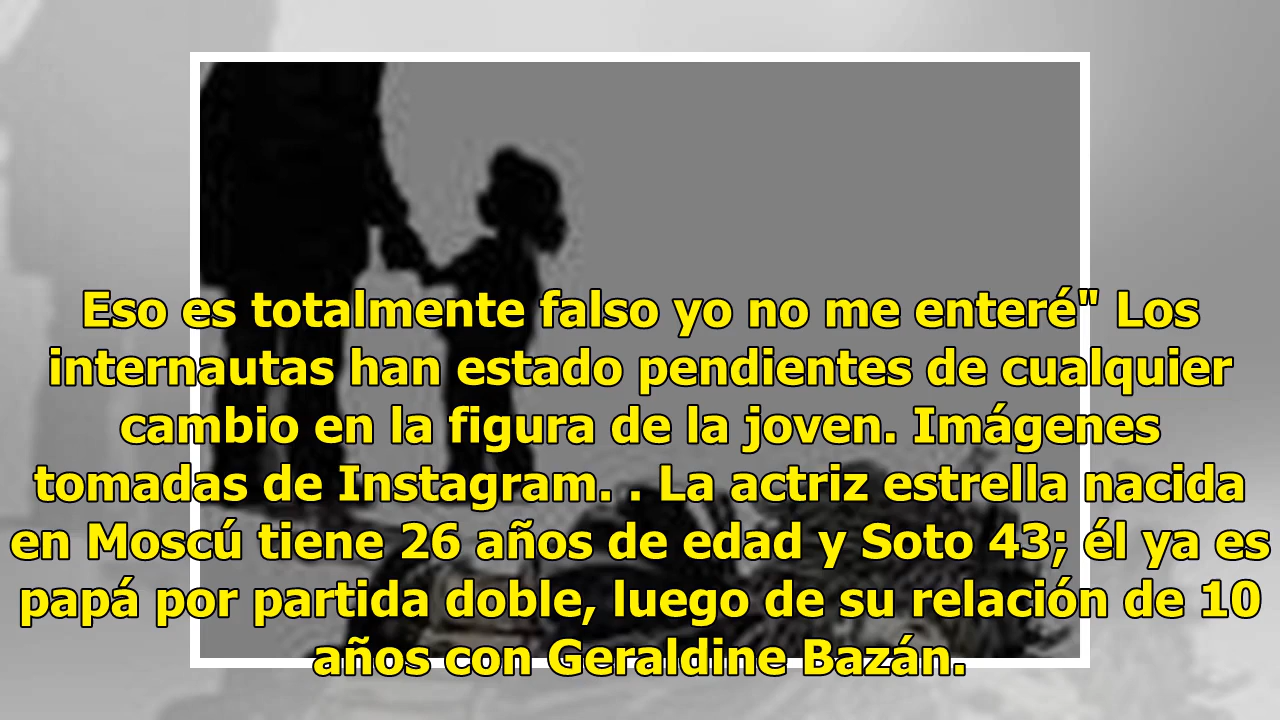 Eso es totalmente falso yo no me enteré" Los
internautas han estado pendientes de cualquier
cambio en la figura de la joven. Imágenes
tomadas de Instagram. . La actriz estrella nacida
en Moscú tiene 26 años de edad y Soto 43; él ya es
papá por partida doble, luego de su relación de 10
años con Geraldine Bazán.